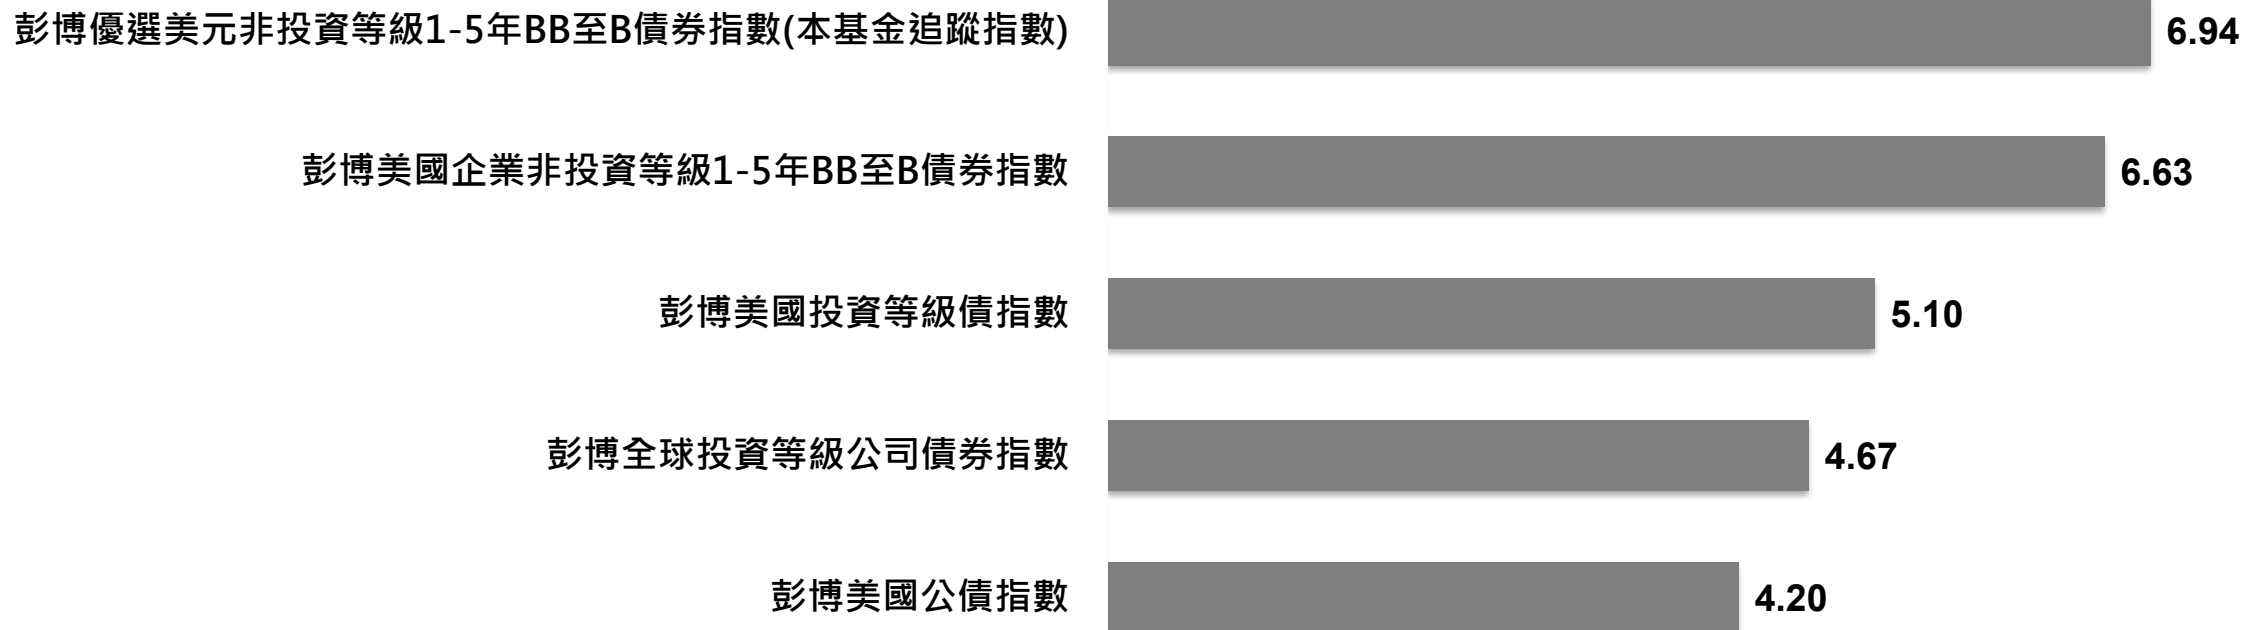 彭博優選美元非投資等級1-5年BB至B債券指數(本基金追蹤指數) 6.94
彭博美國企業非投資等級1-5年BB至B債券指數 6.63
彭博美國投資等級債指數 5.10
彭博全球投資等級公司債券指數 4.67
彭博美國公債指數 4.20